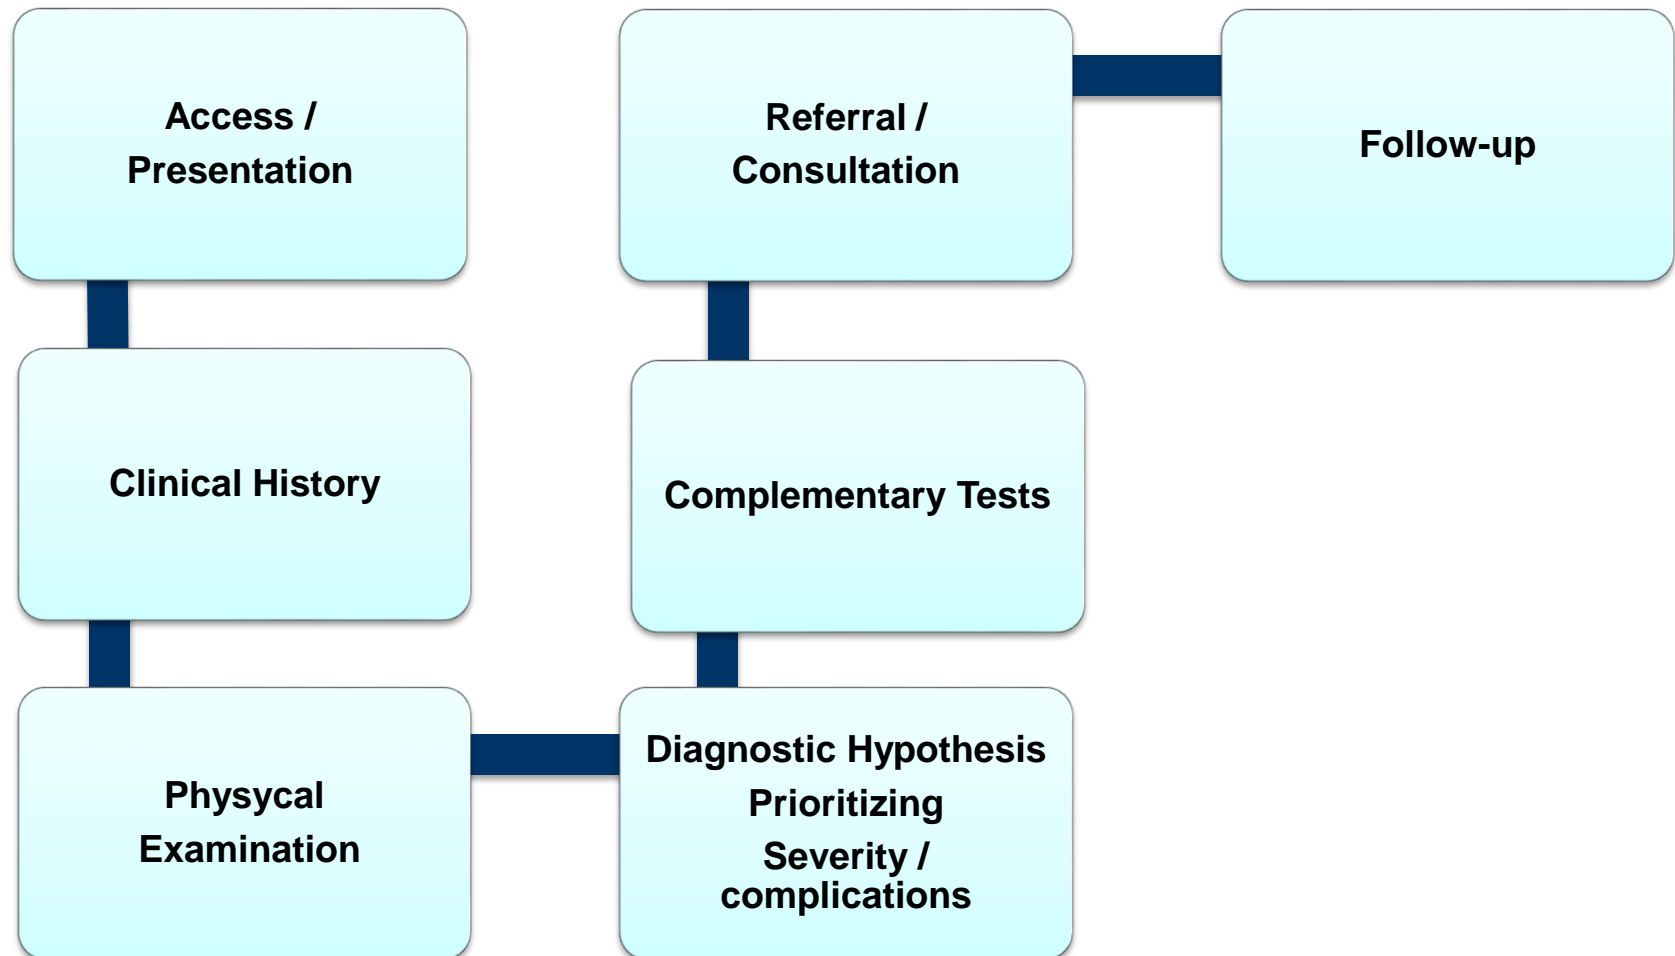 Access /
Presentation
Clinical History
Physycal
Examination
Diagnostic Hypothesis
Prioritizing
Severity /
complications
Complementary Tests
Referral /
Consultation
Follow-up